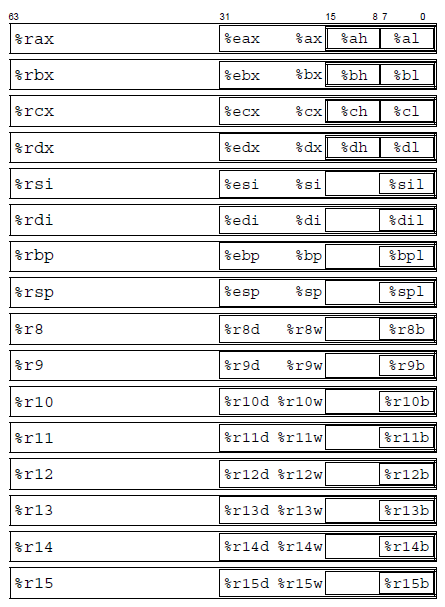 63 31 15 8 7 0
%rax %eax %ax %ah %al
%rbx %ebx %bx %bh %bl
%rcx %ecx %cx %ch %cl
%rdx %edx %dx %dh %dl
%rsi %esi %si %sil
%rdi %edi %di %dil
%rbp %ebp %bp %bpl
%rsp %esp %sp %spl
%r8 %r8d %r8w %r8b
%r9 %r9d %r9w %r9b
%r10 %r10d %r10w %r10b
%r11 %r11d %r11w %r11b
%r12 %r12d %r12w %r12b
%r13 %r13d %r13w %r13b
%r14 %r14d %r14w %r14b
%r15 %r15d %r15w %r15b